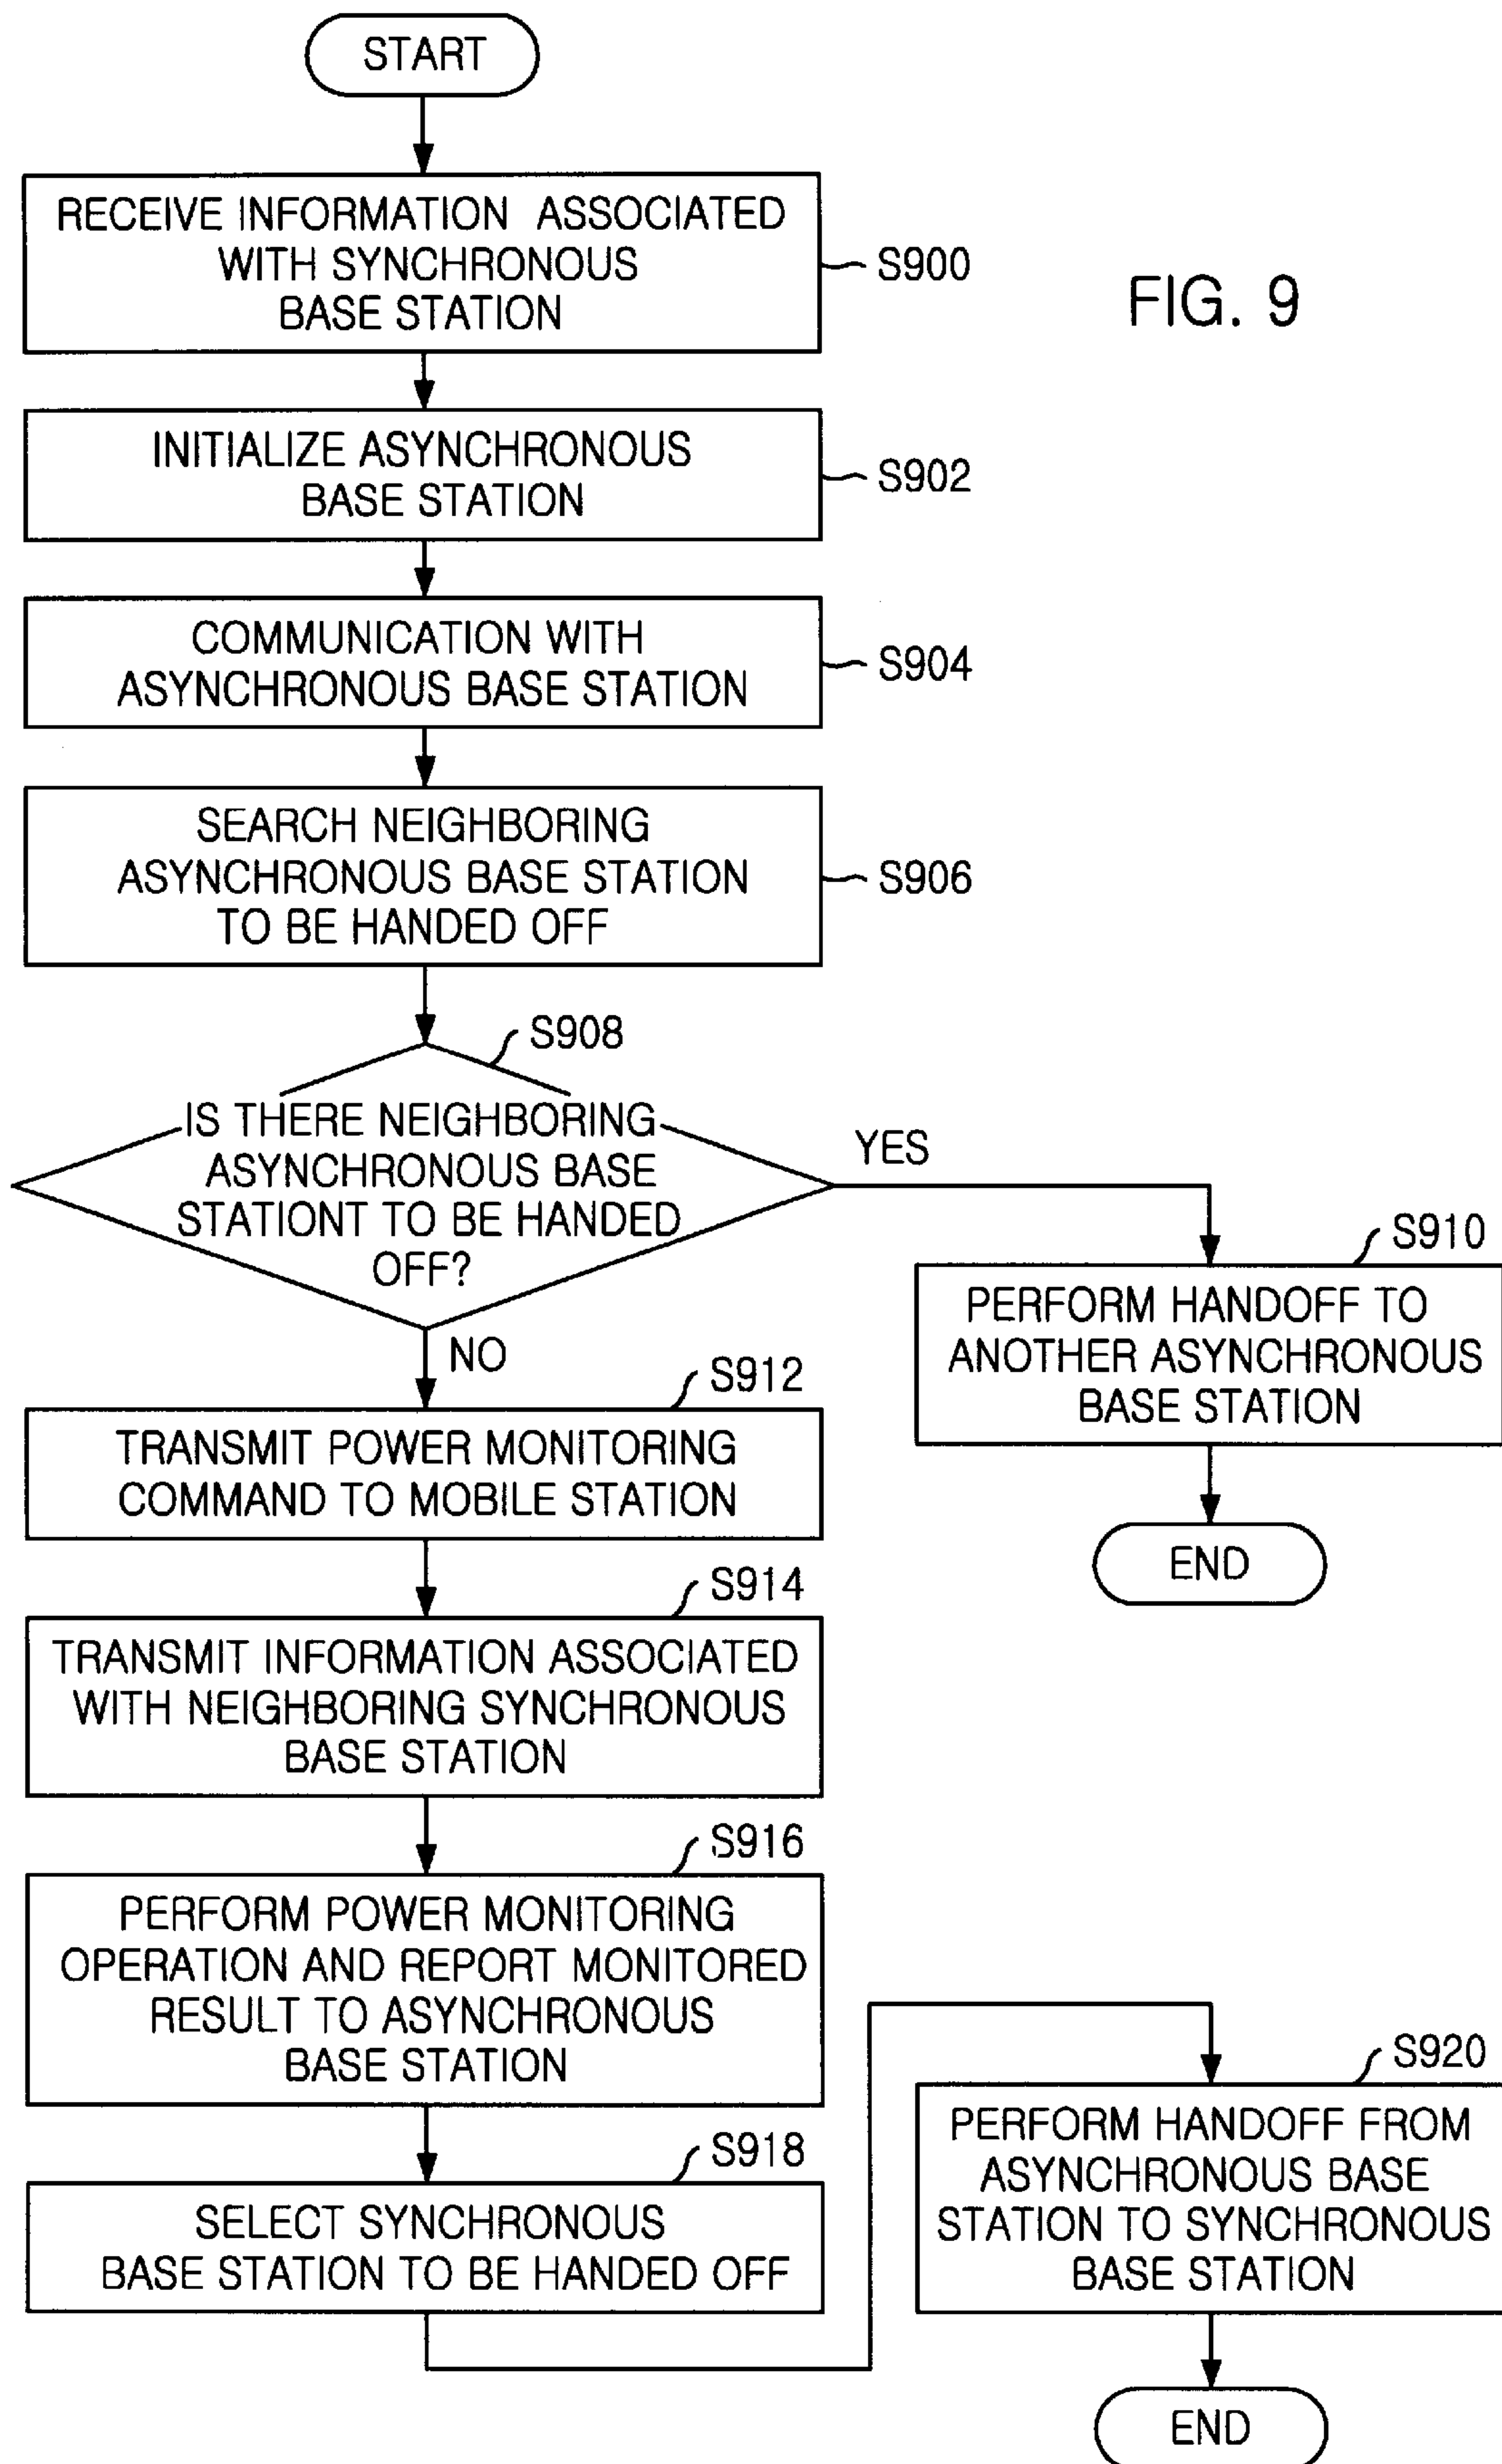 START
RECEIVE INFORMATION ASSOCIATED
WITH SYNCHRONOUS
BASE STATION
S900
FIG. 9
INITIALIZE ASYNCHRONOUS
BASE STATION
S902
COMMUNICATION WITH
ASYNCHRONOUS BASE STATION
S904
SEARCH NEIGHBORING
ASYNCHRONOUS BASE STATION
TO BE HANDED OFF
S906
S908
IS THERE NEIGHBORING
ASYNCHRONOUS BASE
STATIONT TO BE HANDED
OFF?
YES
S910
PERFORM HANDOFF TO
ANOTHER ASYNCHRONOUS
BASE STATION
END
NO
S912
TRANSMIT POWER MONITORING
COMMAND TO MOBILE STATION
S914
TRANSMIT INFORMATION ASSOCIATED
WITH NEIGHBORING SYNCHRONOUS
BASE STATION
S916
PERFORM POWER MONITORING
OPERATION AND REPORT MONITORED
RESULT TO ASYNCHRONOUS
BASE STATION
S918
SELECT SYNCHRONOUS
BASE STATION TO BE HANDED OFF
S920
PERFORM HANDOFF FROM
ASYNCHRONOUS BASE
STATION TO SYNCHRONOUS
BASE STATION
END